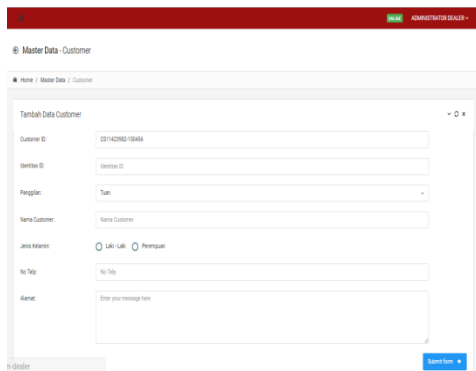 ONLINE ADMINISTRATOR DEALER
Master Data - Customer
Home / Master Data / Customer
Tambah Data Customer
Customer ID:
Identitas ID:
Identitas ID
Panggilan:
Tuan
Nama Customer:
Nama Customer
Jenis Kelamin:
Laki - Laki Perempuan
No Telp:
No Telp
Alamat:
Enter your message here
Submit form
n-dealer